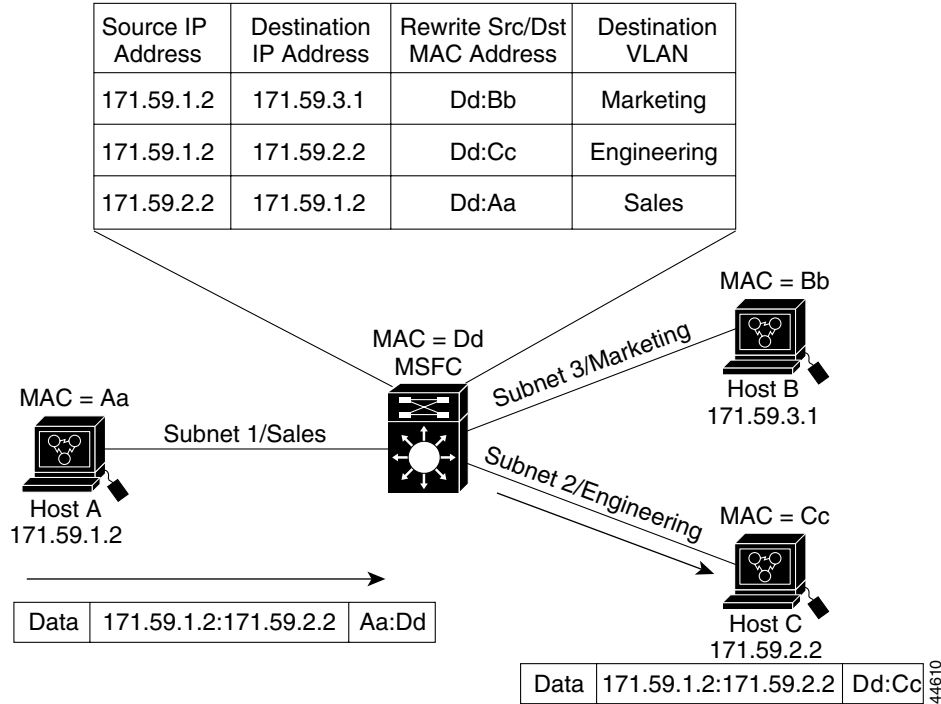 Source IP Address
Destination IP Address
Rewrite Src/Dst MAC Address
Destination VLAN
171.59.1.2
171.59.3.1
Dd:Bb
Marketing
171.59.1.2
171.59.2.2
Dd:Cc
Engineering
171.59.2.2
171.59.1.2
Dd:Aa
Sales
MAC = Bb
MAC = Dd
MSFC
Subnet 3/Marketing
Host B
171.59.3.1
MAC = Aa
Subnet 1/Sales
Subnet 2/Engineering
Host A
171.59.1.2
MAC = Cc
Host C
171.59.2.2
Data 171.59.1.2:171.59.2.2 Aa:Dd
Data 171.59.1.2:171.59.2.2 Dd:Cc
44610